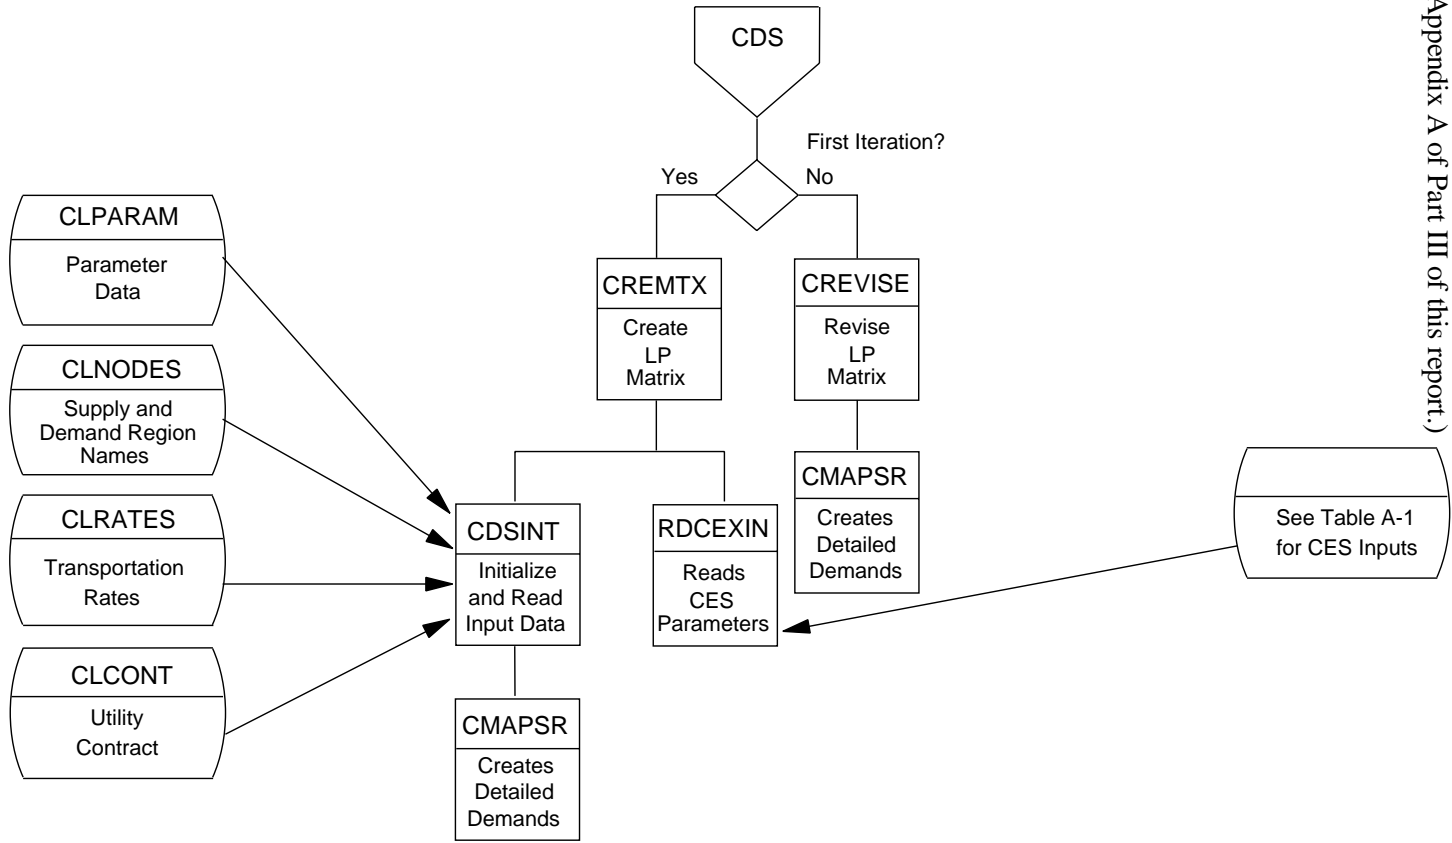 CDS
First Iteration?
Yes
No
CLPARAM
Parameter
Data
CLNODES
Supply and
Demand Region
Names
CLRATES
Transportation
Rates
CLCONT
Utility
Contract
CREMTX
Create
LP
Matrix
CREVISE
Revise
LP
Matrix
CDSINT
Initialize
and Read
Input Data
RDCEXIN
Reads
CES
Parameters
CMAPSR
Creates
Detailed
Demands
CMAPSR
Creates
Detailed
Demands
See Table A-1
for CES Inputs
Appendix A of Part III of this report.)